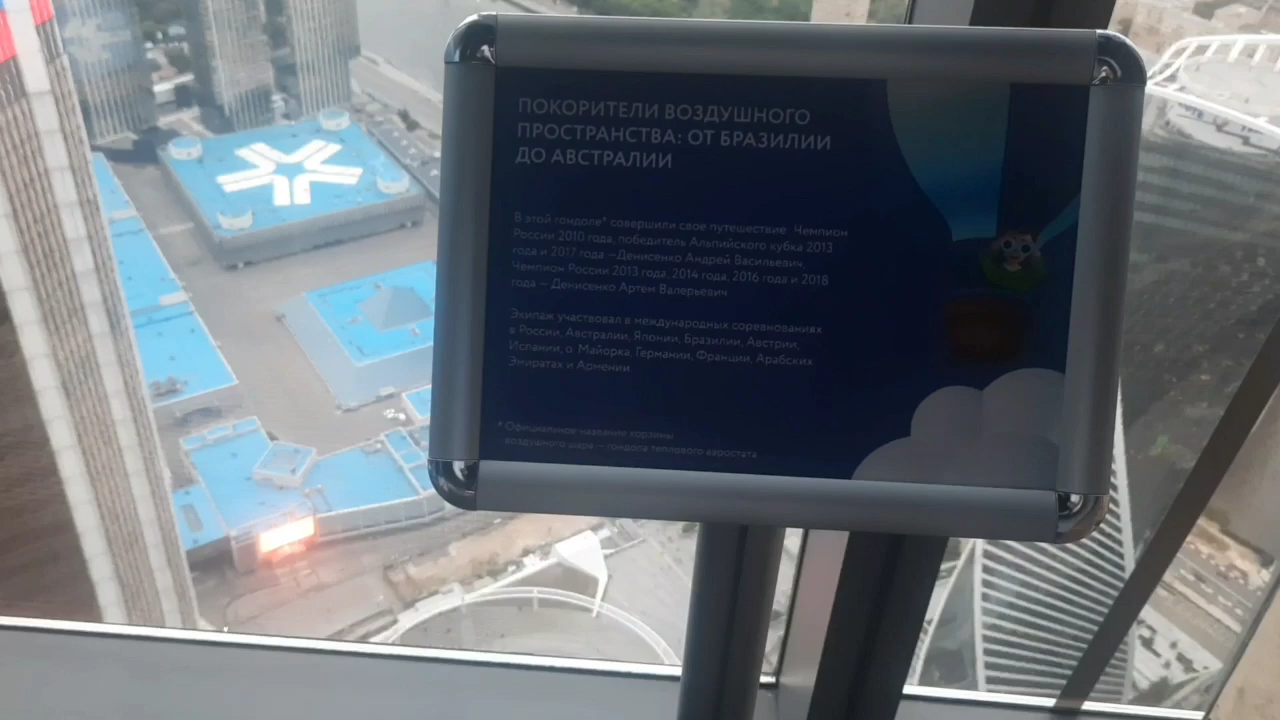 ПОКОРИТЕЛИ ВОЗДУШНОГО
ПРОСТРАНСТВА: ОТ БРАЗИЛИИ
ДО АВСТРАЛИИ
В этой гондоле* совершили свое путешествие Чемпион
России 2010 года, победитель Альпийского кубка 2013
года и 2017 года —Денисенко Андрей Васильевич,
Чемпион России 2013 года, 2014 года, 2016 года и 2018
года — Денисенко Артем Валерьевич
Экипаж участвовал в международных соревнованиях
в России, Австралии, Японии, Бразилии, Австрии,
Испании, о. Майорка, Германии, Франции, Арабских
Эмиратах и Армении.
* Официальное название корзины
воздушного шара — гондола теплового аэростата